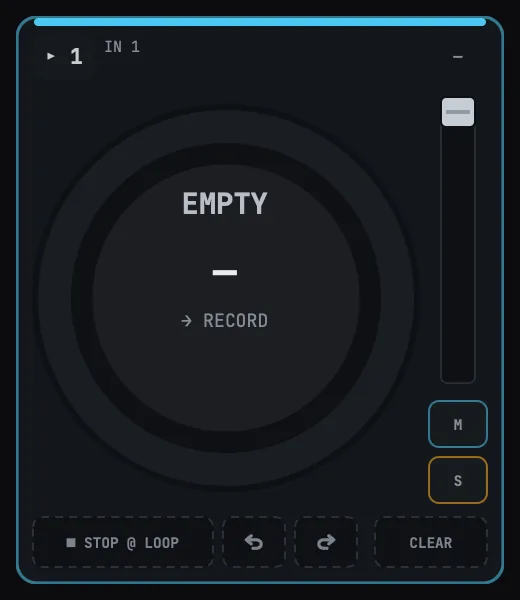 ▸ 1 IN 1
–
EMPTY
–
→ RECORD
M
S
■ STOP @ LOOP
CLEAR